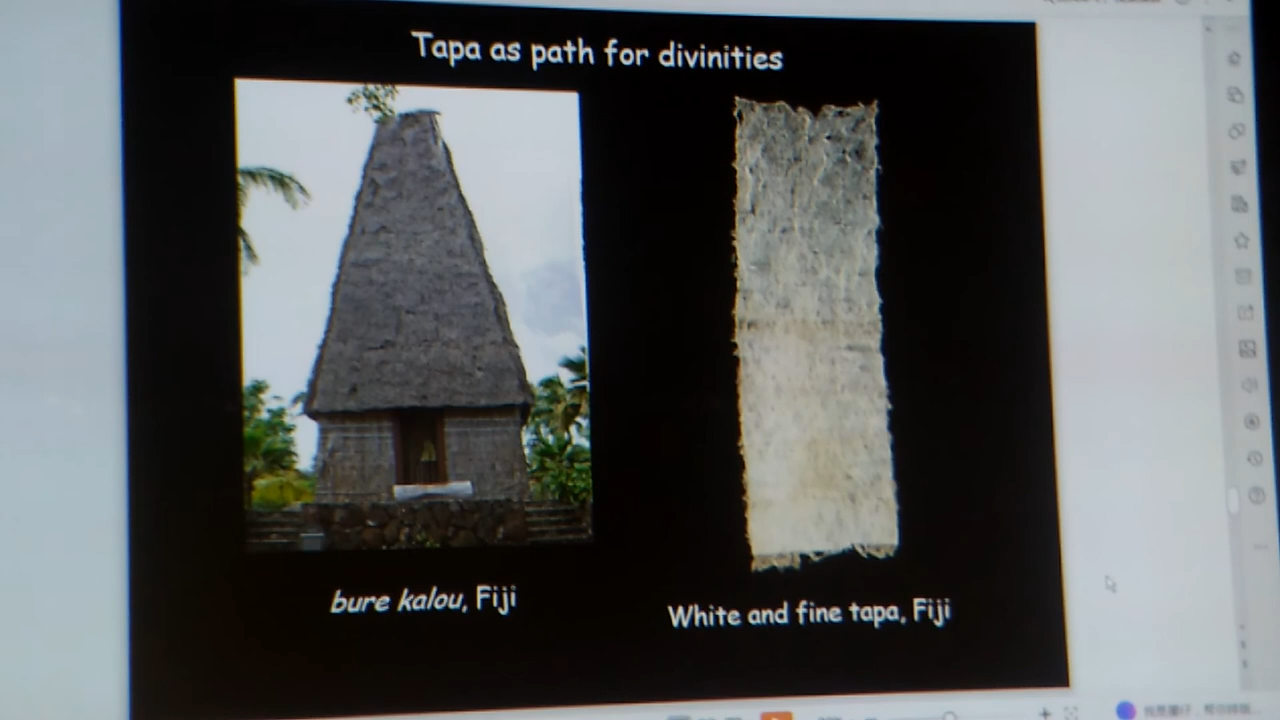 Tapa as path for divinities
bure kalou, Fiji
White and fine tapa, Fiji